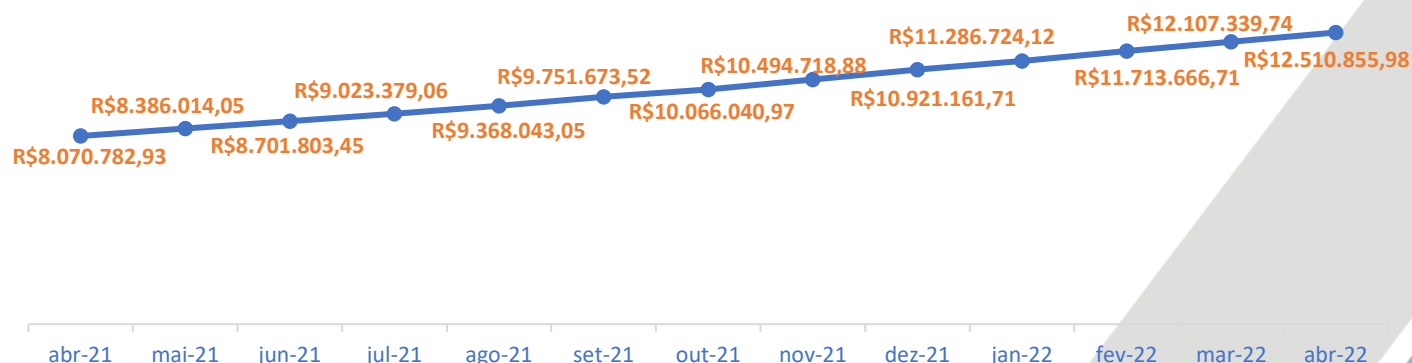 R$8.070.782,93
R$8.386.014,05
R$8.701.803,45
R$9.023.379,06
R$9.368.043,05
R$9.751.673,52
R$10.066.040,97
R$10.494.718,88
R$10.921.161,71
R$11.286.724,12
R$11.713.666,71
R$12.107.339,74
R$12.510.855,98
abr-21 mai-21 jun-21 jul-21 ago-21 set-21 out-21 nov-21 dez-21 jan-22 fev-22 mar-22 abr-22